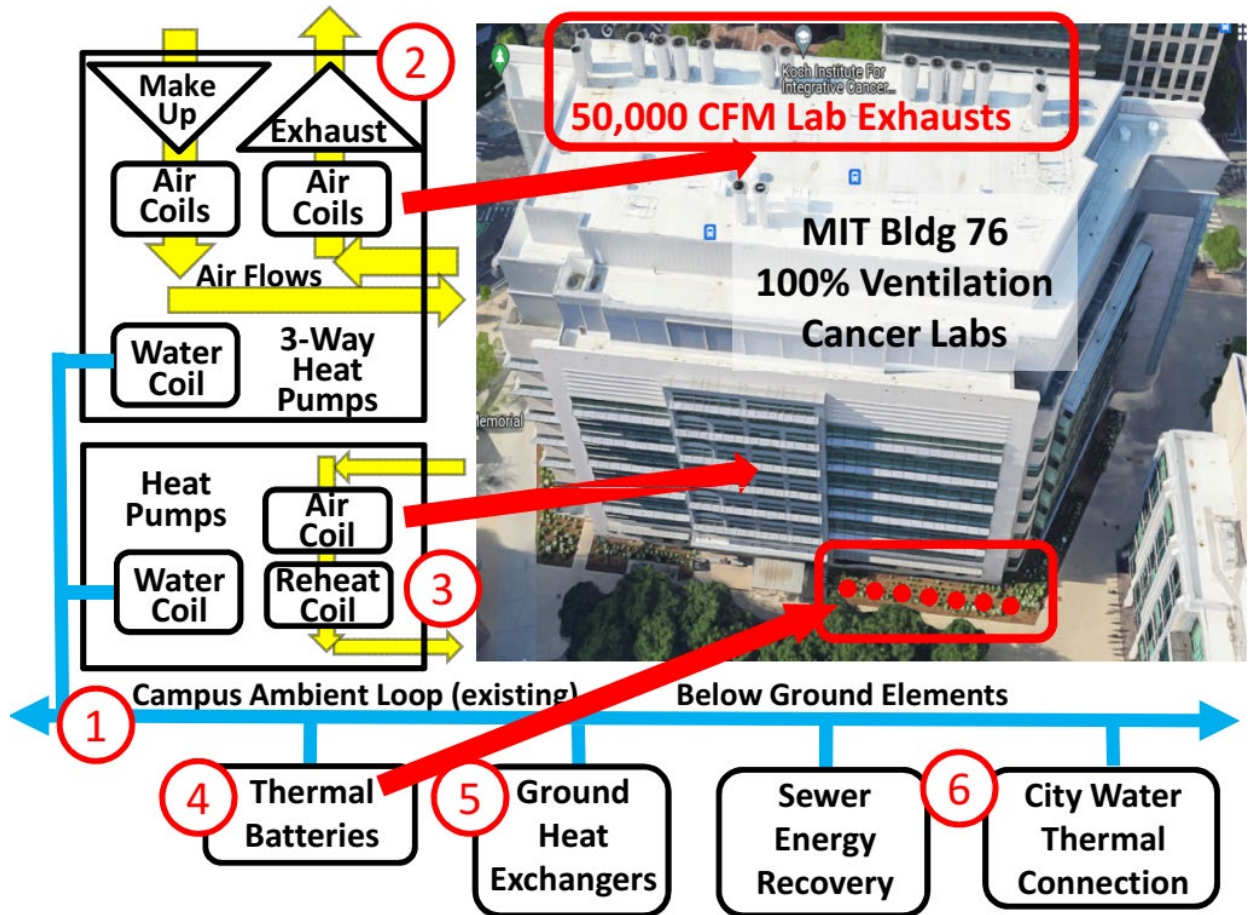 2
Make
Up
Exhaust
Air
Coils
Air
Coils
Air Flows
Water
Coil
3-Way
Heat
Pumps
Koch Institute For
Integrative Cancer...
50,000 CFM Lab Exhausts
MIT Bldg 76
100% Ventilation
Cancer Labs
Memorial
Heat
Pumps
Air
Coil
Water
Coil
Reheat
Coil
3
Campus Ambient Loop (existing)
Below Ground Elements
1
4
Thermal
Batteries
5
Ground
Heat
Exchangers
Sewer
Energy
Recovery
6
City Water
Thermal
Connection